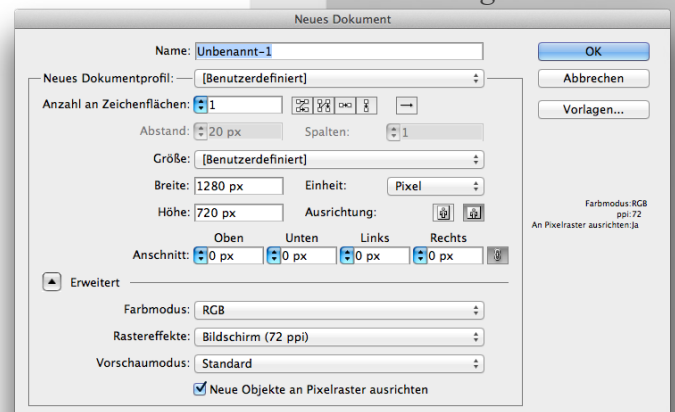 Neues Dokument
Name: Unbenannt-1
OK
Neues Dokumentprofil: [Benutzerdefiniert]
Abbrechen
Anzahl an Zeichenflächen: 1
Vorlagen...
Abstand: 20 px Spalten: 1
Größe: [Benutzerdefiniert]
Breite: 1280 px Einheit: Pixel
Höhe: 720 px Ausrichtung:
Farbmodus:RGB
ppi:72
An Pixelraster ausrichten:Ja
Oben Unten Links Rechts
Anschnitt: 0 px 0 px 0 px 0 px
Erweitert
Farbmodus: RGB
Rastereffekte: Bildschirm (72 ppi)
Vorschaumodus: Standard
Neue Objekte an Pixelraster ausrichten